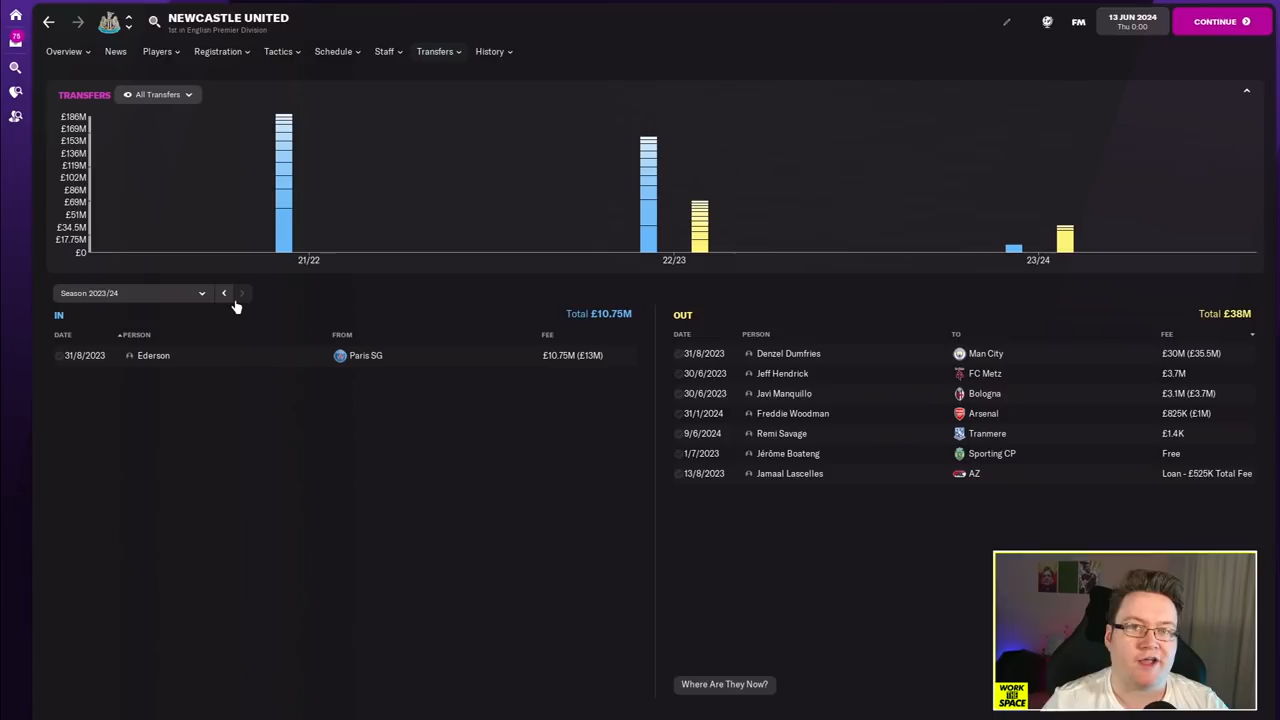 NEWCASTLE UNITED
1st in English Premier Division
13 JUN 2024
Thu 0:00
FM
CONTINUE
75
Overview
News
Players
Registration
Tactics
Schedule
Staff
Transfers
History
TRANSFERS
All Transfers
£186M
£169M
£153M
£136M
£119M
£102M
£86M
£69M
£51M
£34.5M
£17.75M
£0
21/22
22/23
23/24
Season 2023/24
IN
Total £10.75M
DATE PERSON FROM FEE
31/8/2023 Ederson Paris SG £10.75M (£13M)
OUT
Total £38M
DATE PERSON TO FEE
31/8/2023 Denzel Dumfries Man City £30M (£35.5M)
30/6/2023 Jeff Hendrick FC Metz £3.7M
30/6/2023 Javi Manquillo Bologna £3.1M (£3.7M)
31/1/2024 Freddie Woodman Arsenal £825K (£1M)
9/6/2024 Remi Savage Tranmere £1.4K
1/7/2023 Jérôme Boateng Sporting CP Free
13/8/2023 Jamaal Lascelles AZ Loan - £525K Total Fee
Where Are They Now?
WORK
THE
SPACE